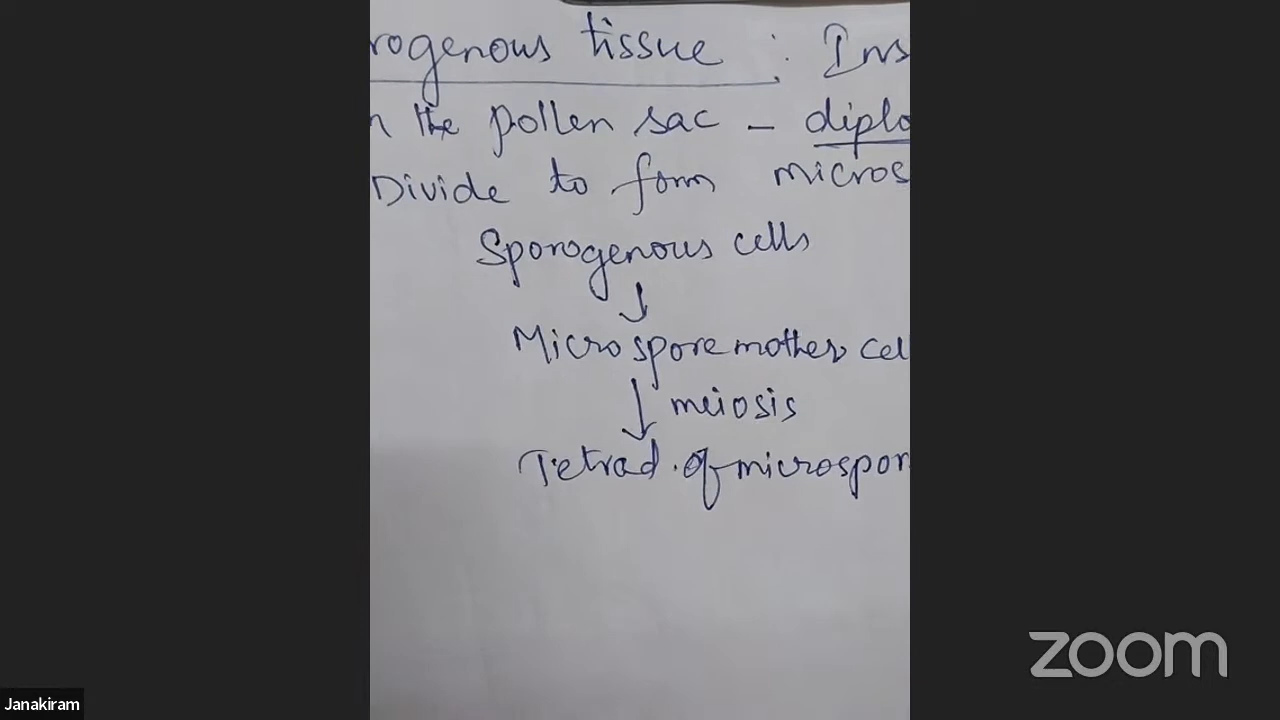 rogenous tissue : Ins
n the pollen sac - diplo
Divide to form micros
Sporogenous cells
↓
Microspore mother cel
↓ meiosis
Tetrad of microspor
zoom
Janakiram